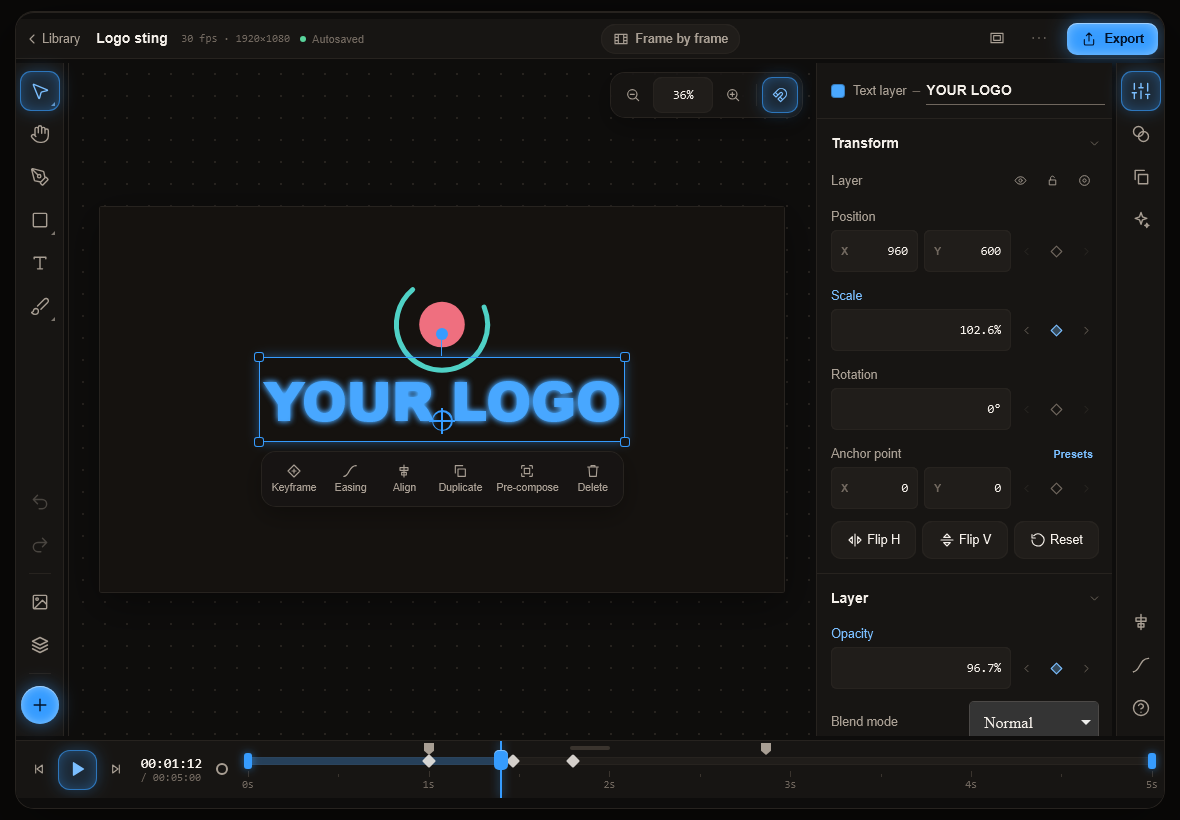 Library
Logo sting
30 fps · 1920×1080
Autosaved
Frame by frame
···
Export
36%
Text layer – YOUR LOGO
Transform
Layer
Position
X 960
Y 600
Scale
102.6%
Rotation
0°
Anchor point
Presets
X 0
Y 0
Flip H
Flip V
Reset
Layer
Opacity
96.7%
Blend mode
Normal
YOUR LOGO
Keyframe
Easing
Align
Duplicate
Pre-compose
Delete
00:01:12
/ 00:05:00
0s
1s
2s
3s
4s
5s